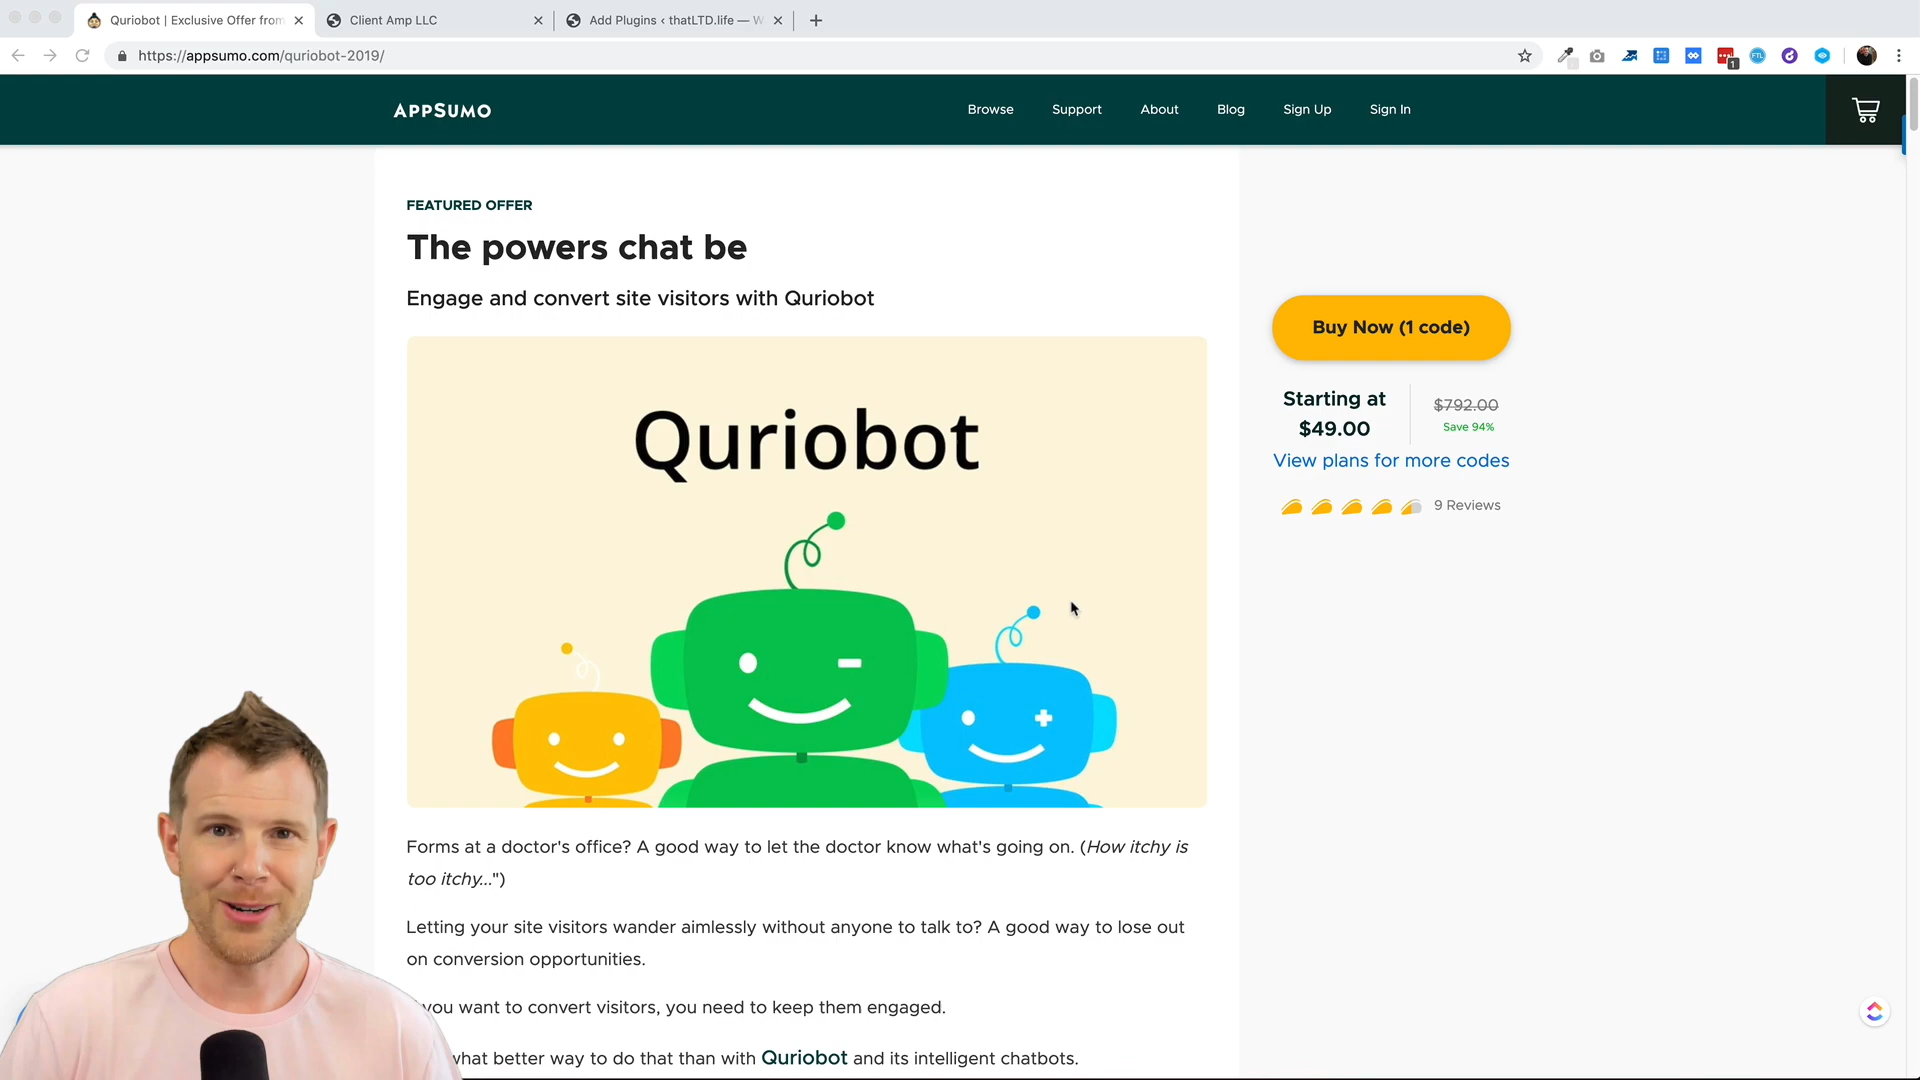 Quriobot | Exclusive Offer from
Client Amp LLC
Add Plugins ‹ thatLTD.life — W
https://appsumo.com/quriobot-2019/
1
FTL
APPSUMO
Browse
Support
About
Blog
Sign Up
Sign In
FEATURED OFFER
The powers chat be
Engage and convert site visitors with Quriobot
Quriobot
Buy Now (1 code)
Starting at
$49.00
$792.00
Save 94%
View plans for more codes
9 Reviews
Forms at a doctor's office? A good way to let the doctor know what's going on. (How itchy is
too itchy...")
Letting your site visitors wander aimlessly without anyone to talk to? A good way to lose out
on conversion opportunities.
you want to convert visitors, you need to keep them engaged.
what better way to do that than with Quriobot and its intelligent chatbots.